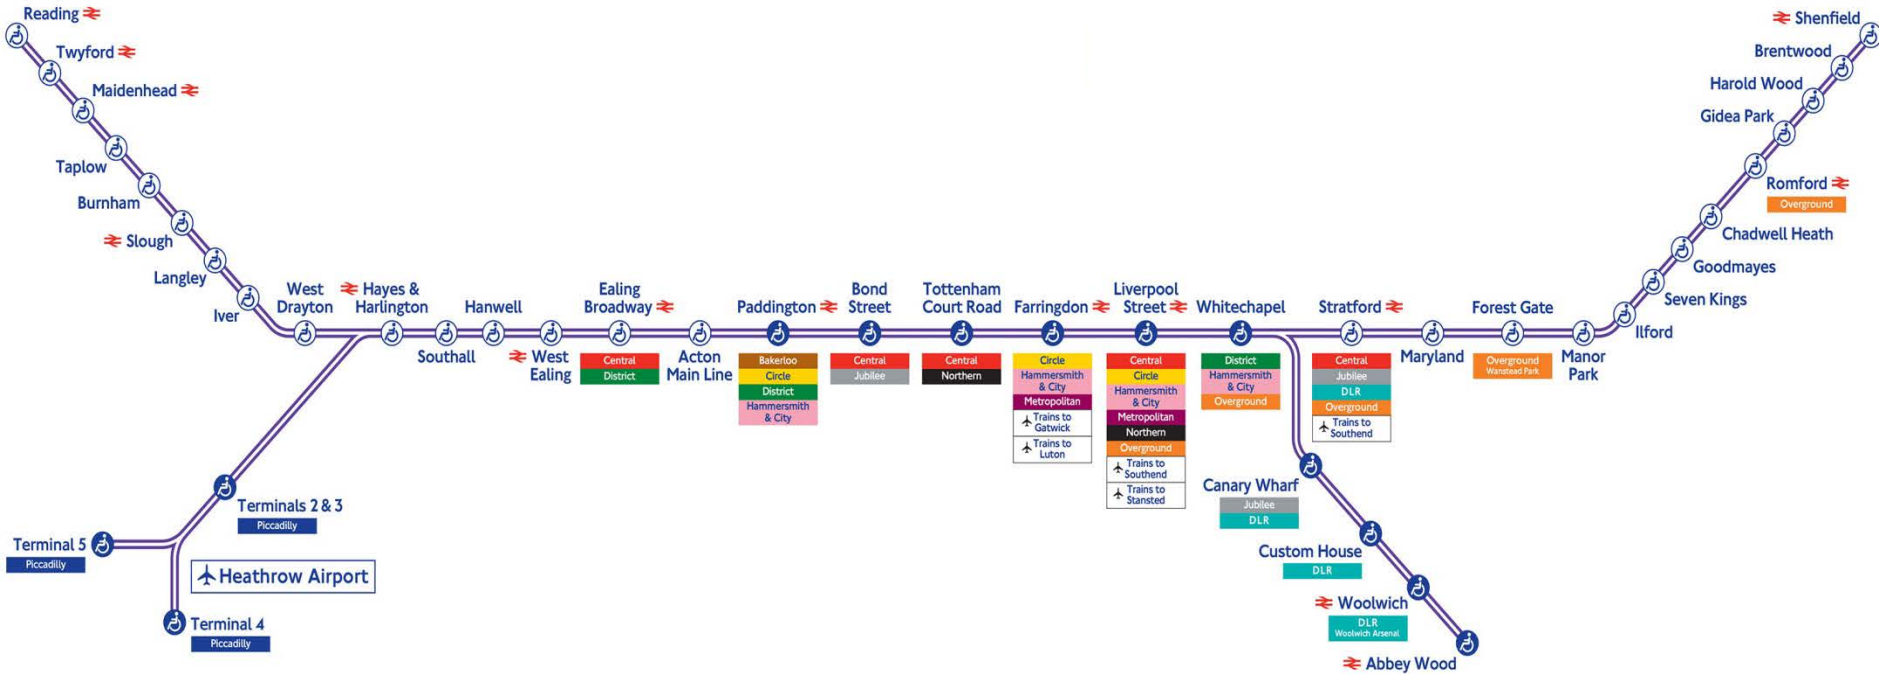 Reading
Twyford
Maidenhead
Taplow
Burnham
Slough
Langley
Iver
West
Drayton
Hayes &
Harlington
Southall
Hanwell
West
Ealing
Ealing
Broadway
Central
District
Acton
Main Line
Paddington
Bakerloo
Circle
District
Hammersmith
& City
Bond
Street
Central
Jubilee
Tottenham
Court Road
Central
Northern
Farringdon
Circle
Hammersmith
& City
Metropolitan
Trains to
Gatwick
Trains to
Luton
Liverpool
Street
Central
Circle
Hammersmith
& City
Metropolitan
Northern
Overground
Trains to
Southend
Trains to
Stansted
Whitechapel
District
Hammersmith
& City
Overground
Stratford
Central
Jubilee
DLR
Overground
Trains to
Southend
Maryland
Forest Gate
Overground
Wanstead Park
Manor
Park
Ilford
Seven Kings
Goodmayes
Chadwell Heath
Romford
Overground
Gidea Park
Harold Wood
Brentwood
Shenfield
Canary Wharf
Jubilee
DLR
Custom House
DLR
Woolwich
DLR
Woolwich Arsenal
Abbey Wood
Terminals 2 & 3
Piccadilly
Terminal 5
Piccadilly
Heathrow Airport
Terminal 4
Piccadilly